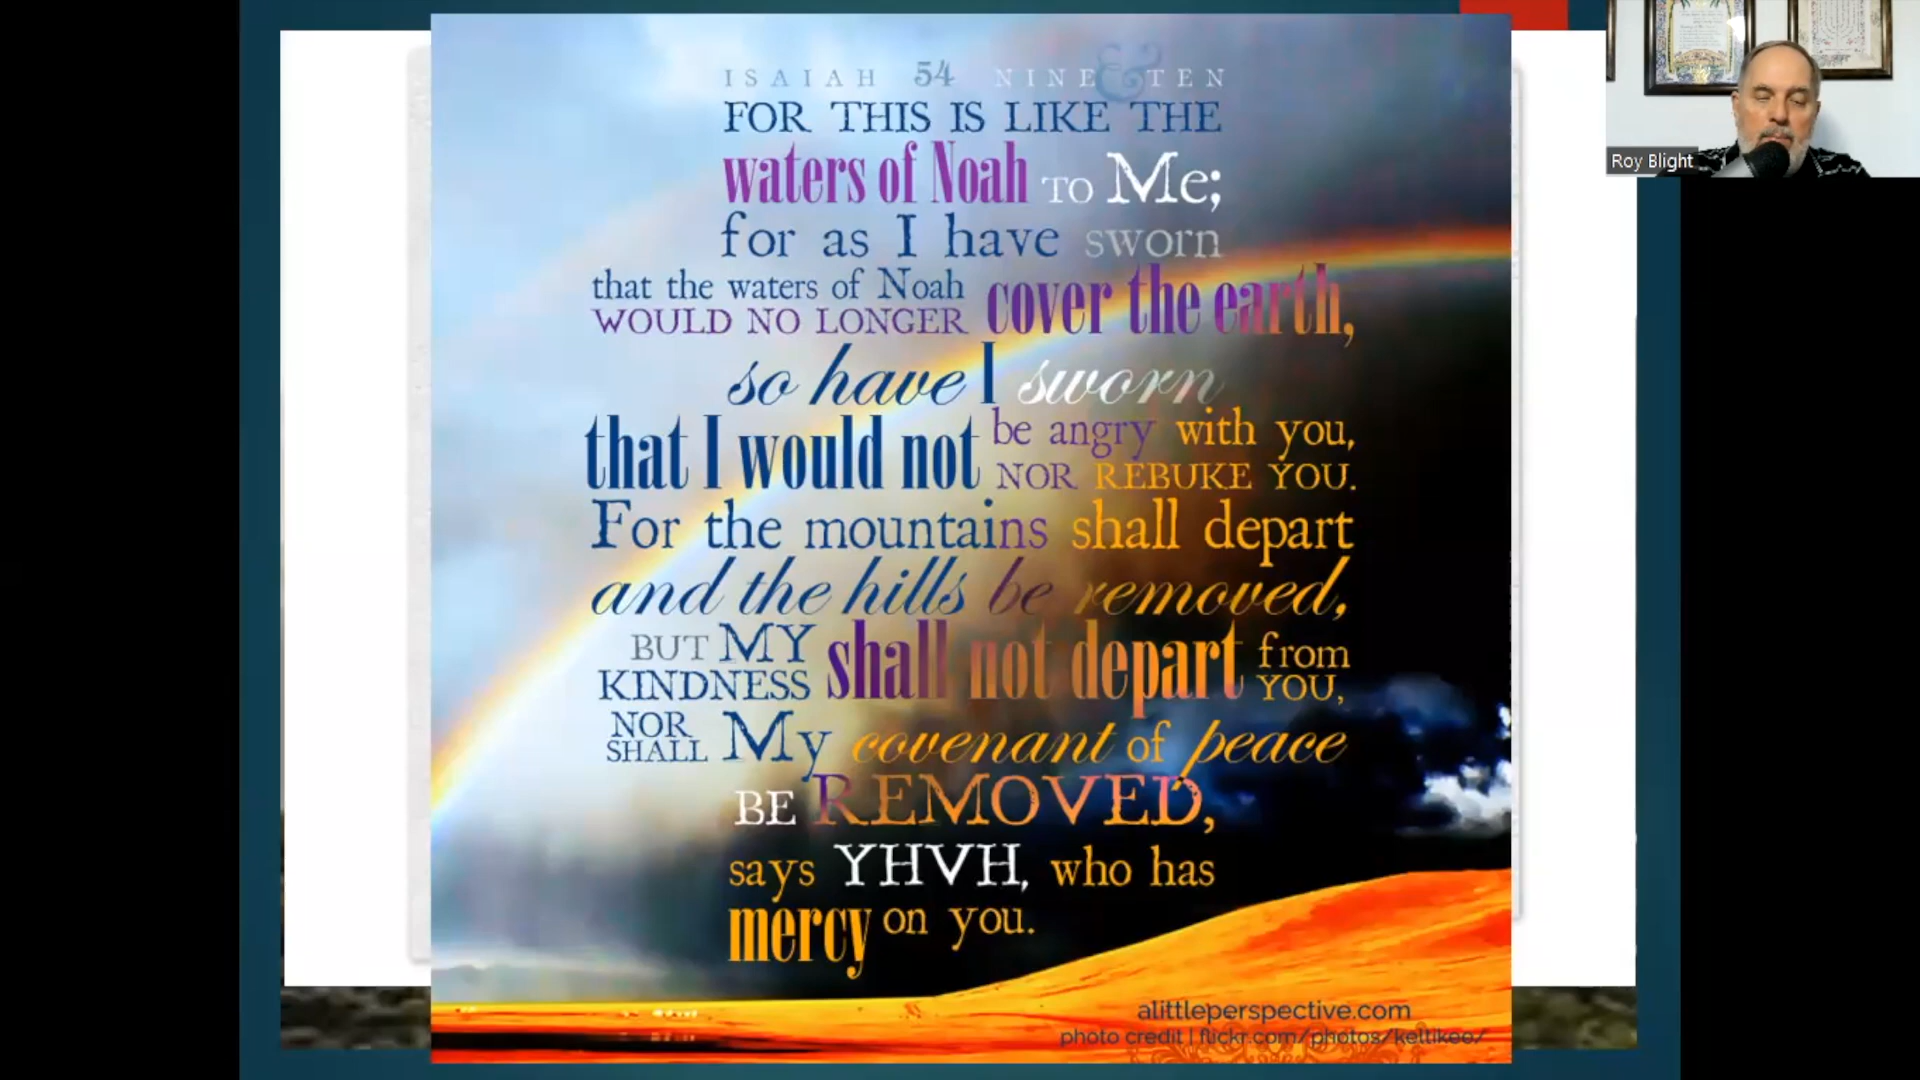 ISAIAH 54 NINE & TEN
FOR THIS IS LIKE THE
waters of Noah TO Me;
for as I have sworn
that the waters of Noah
WOULD NO LONGER cover the earth,
so have I sworn
that I would not be angry with you,
NOR REBUKE YOU.
For the mountains shall depart
and the hills be removed,
BUT MY KINDNESS shall not depart from YOU,
NOR SHALL My covenant of peace
BE REMOVED,
says YHVH, who has
mercy on you.
alittleperspective.com
photo credit | flickr.com/photos/keltikee/
Roy Blight